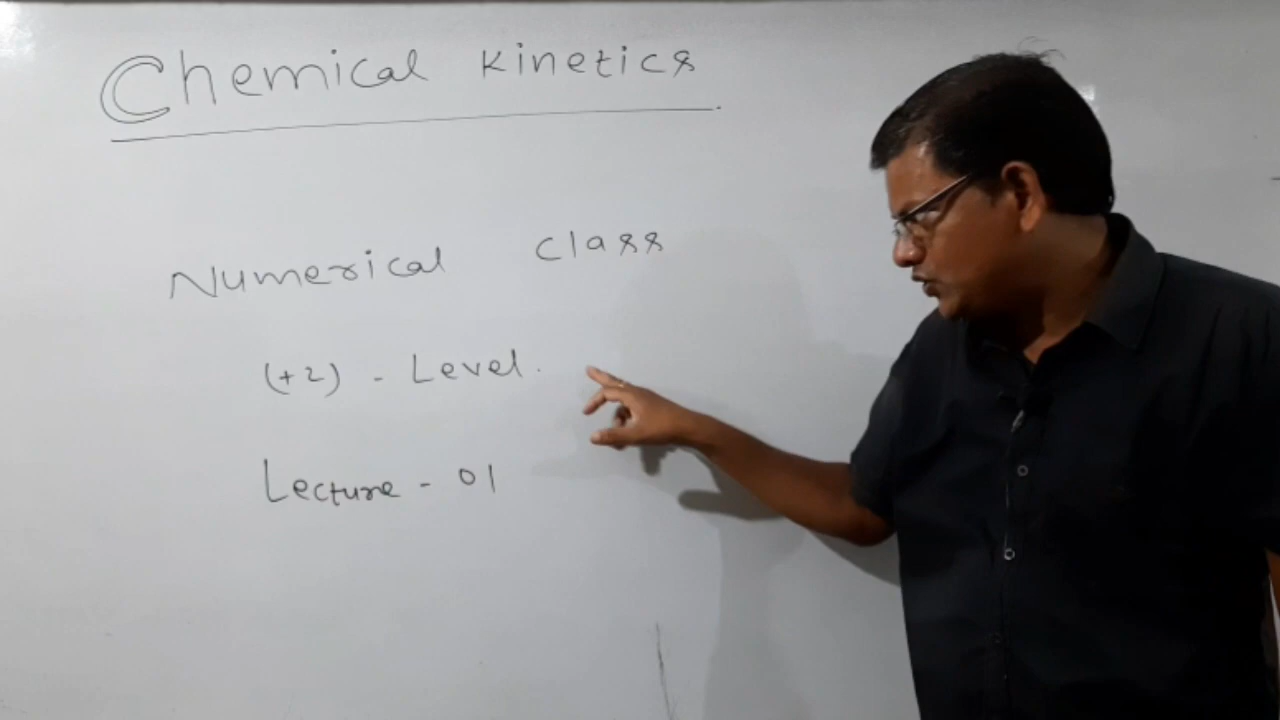 Chemical Kinetics
Numerical class
(+2) - Level.
Lecture - 01